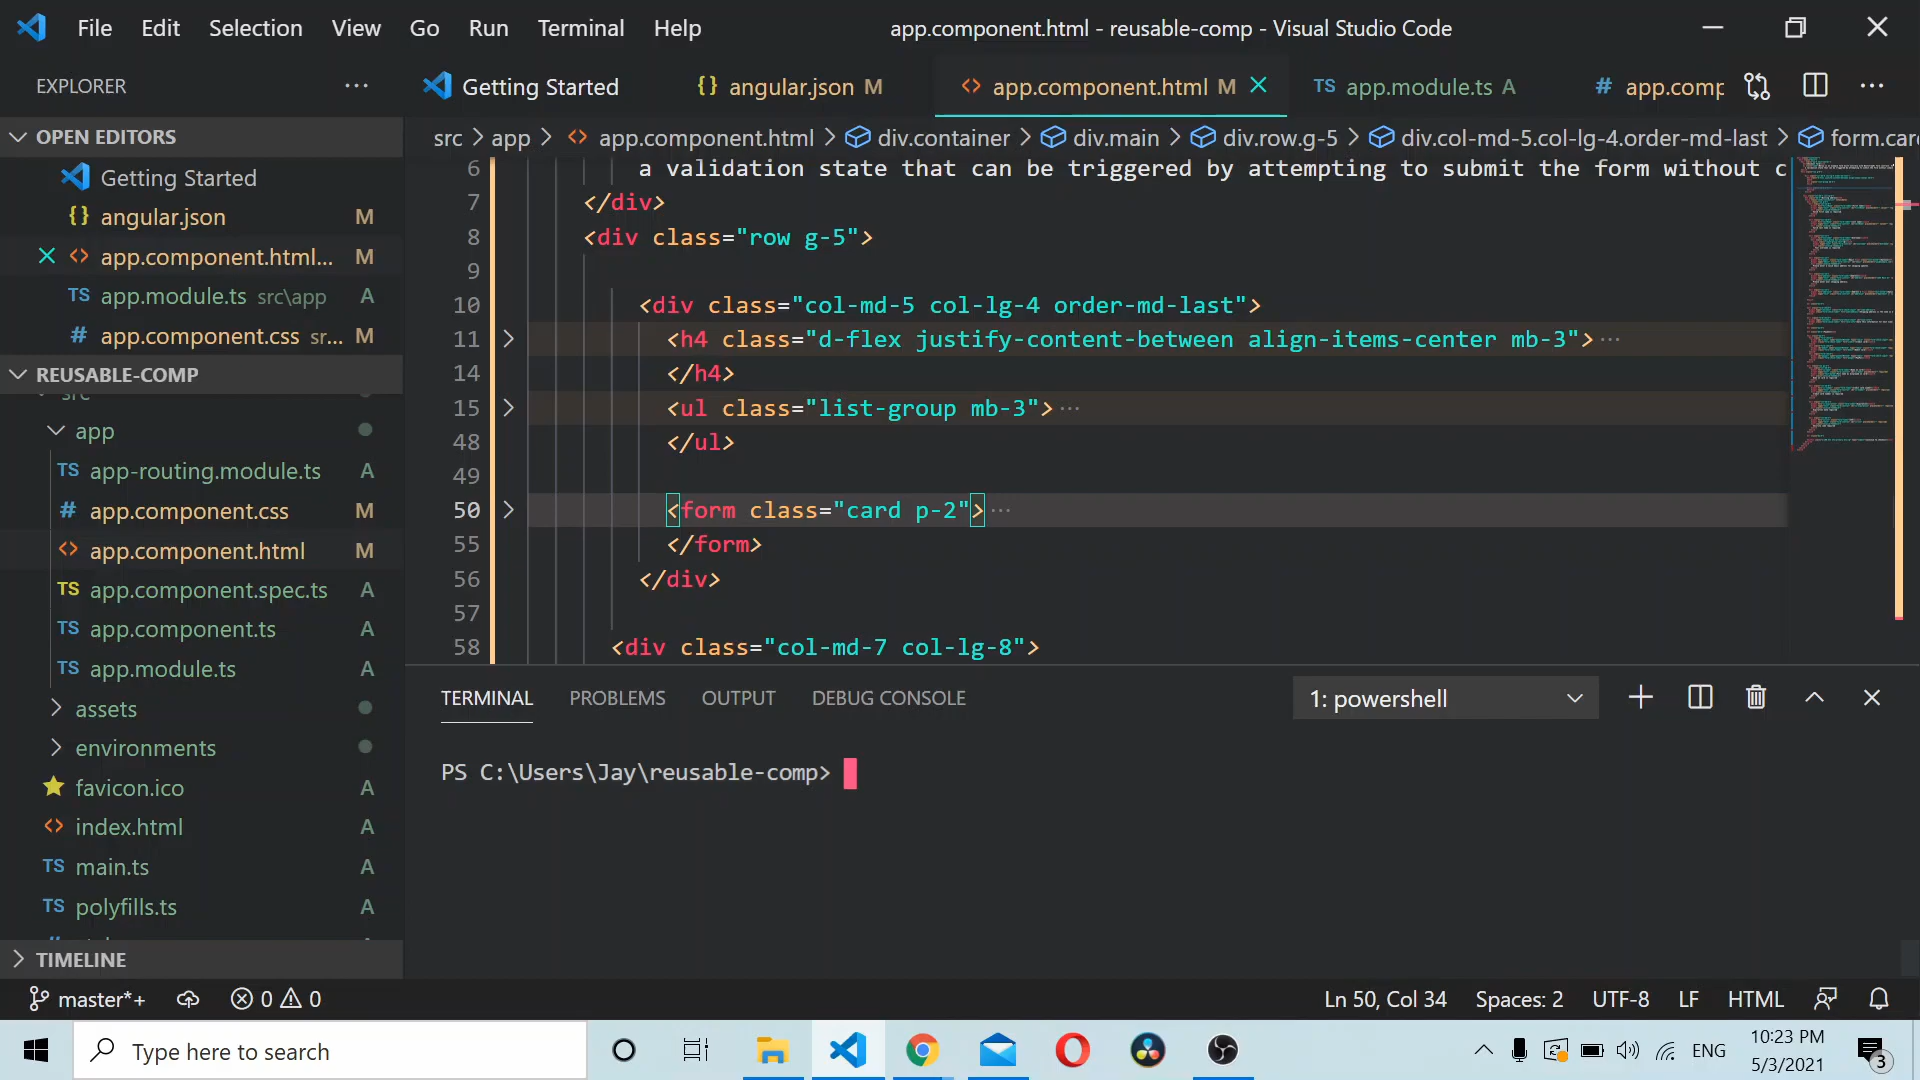 File Edit Selection View Go Run Terminal Help
app.component.html - reusable-comp - Visual Studio Code
EXPLORER
Getting Started
{} angular.json M
<> app.component.html M
TS app.module.ts A
# app.comp
OPEN EDITORS
Getting Started
{} angular.json M
<> app.component.html... M
TS app.module.ts src\app A
# app.component.css sr... M
REUSABLE-COMP
src
app
TS app-routing.module.ts A
# app.component.css M
<> app.component.html M
TS app.component.spec.ts A
TS app.component.ts A
TS app.module.ts A
assets
environments
favicon.ico A
<> index.html A
TS main.ts A
TS polyfills.ts A
TIMELINE
src > app > <> app.component.html > div.container > div.main > div.row.g-5 > div.col-md-5.col-lg-4.order-md-last > form.car
6 a validation state that can be triggered by attempting to submit the form without c
7 </div>
8 <div class="row g-5">
9
10 <div class="col-md-5 col-lg-4 order-md-last">
11 <h4 class="d-flex justify-content-between align-items-center mb-3">···
14 </h4>
15 <ul class="list-group mb-3">···
48 </ul>
49
50 <form class="card p-2">···
55 </form>
56 </div>
57
58 <div class="col-md-7 col-lg-8">
TERMINAL PROBLEMS OUTPUT DEBUG CONSOLE
1: powershell
PS C:\Users\Jay\reusable-comp>
master*+ 0 0
Ln 50, Col 34 Spaces: 2 UTF-8 LF HTML
Type here to search
ENG
10:23 PM
5/3/2021
3